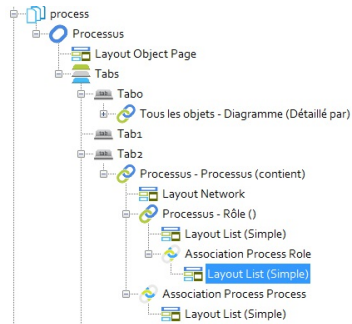 process
Processus
Layout Object Page
Tabs
Tab0
Tous les objets - Diagramme (Détaillé par)
Tab1
Tab2
Processus - Processus (contient)
Layout Network
Processus - Rôle ()
Layout List (Simple)
Association Process Role
Layout List (Simple)
Association Process Process
Layout List (Simple)